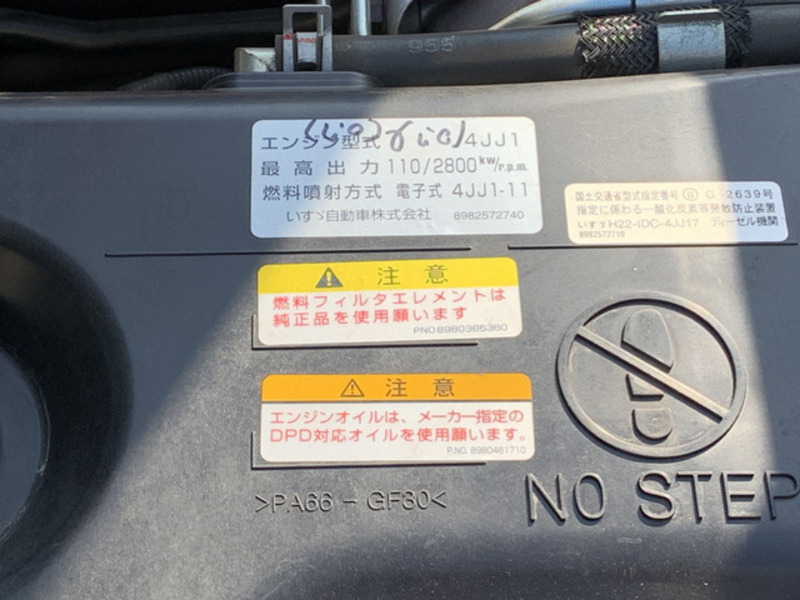 955
エンジン型式 4JJ1
最高出力 110/2800kW/r.p.m.
燃料噴射方式 電子式 4JJ1-11
いすゞ自動車株式会社 8982572740
国土交通省型式指定番号 Ⓑ G-2639号
指定に係わる一酸化炭素等発散防止装置
いすゞH22-IDC-4JJ17 ディーゼル機関
8982572710
注意
燃料フィルタエレメントは
純正品を使用願います
PNO.8980365360
注意
エンジンオイルは、メーカー指定の
DPD対応オイルを使用願います。
P.NO. 8980461710
>PA66-GF30<
NO STEP